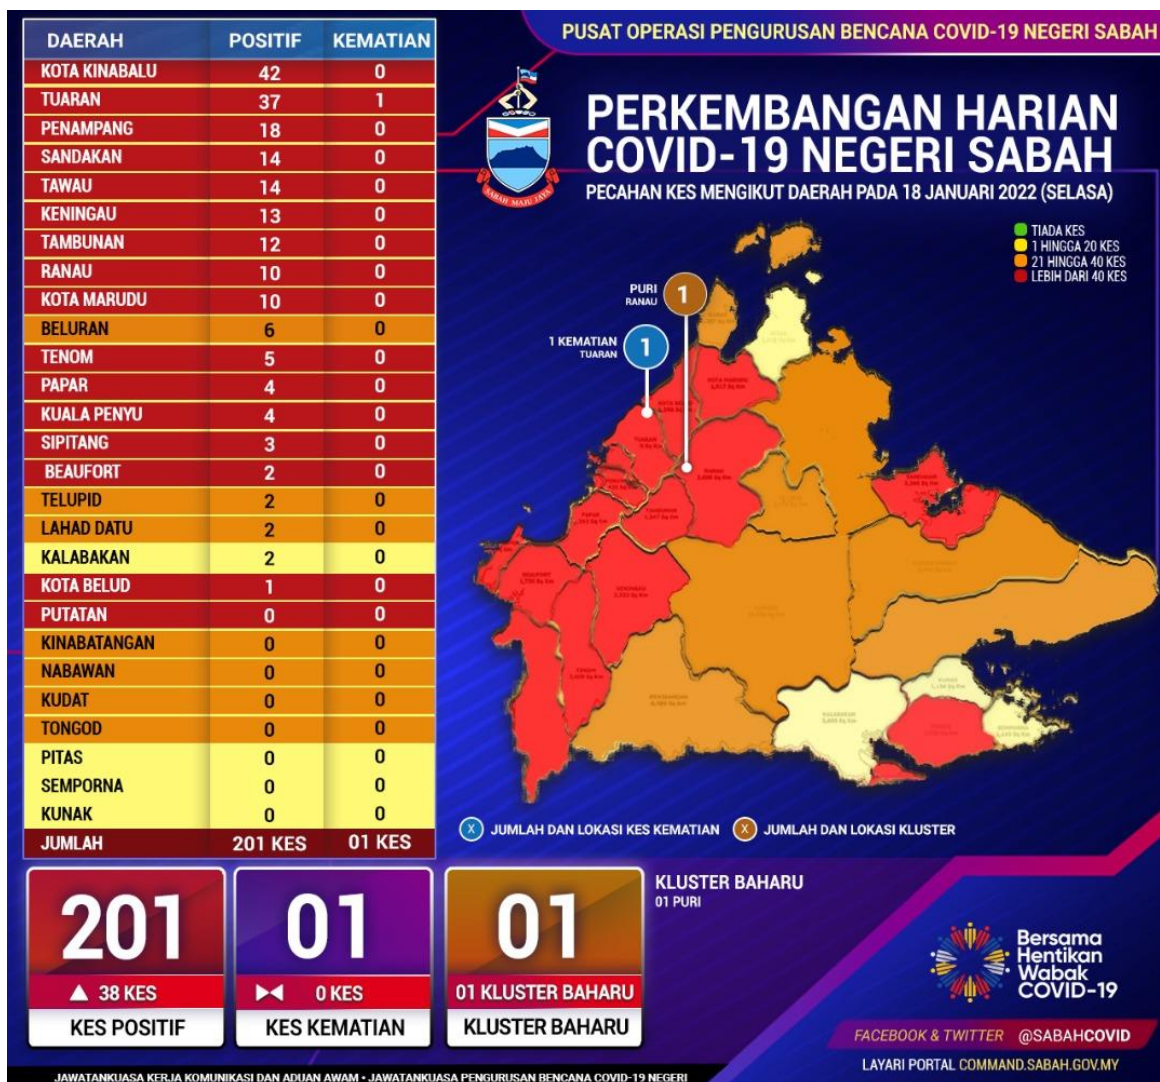 DAERAH POSITIF KEMATIAN
KOTA KINABALU 42 0
TUARAN 37 1
PENAMPANG 18 0
SANDAKAN 14 0
TAWAU 14 0
KENINGAU 13 0
TAMBUNAN 12 0
RANAU 10 0
KOTA MARUDU 10 0
BELURAN 6 0
TENOM 5 0
PAPAR 4 0
KUALA PENYU 4 0
SIPITANG 3 0
BEAUFORT 2 0
TELUPID 2 0
LAHAD DATU 2 0
KALABAKAN 2 0
KOTA BELUD 1 0
PUTATAN 0 0
KINABATANGAN 0 0
NABAWAN 0 0
KUDAT 0 0
TONGOD 0 0
PITAS 0 0
SEMPORNA 0 0
KUNAK 0 0
JUMLAH 201 KES 01 KES
PUSAT OPERASI PENGURUSAN BENCANA COVID-19 NEGERI SABAH
SABAH MAJU JAYA
PERKEMBANGAN HARIAN
COVID-19 NEGERI SABAH
PECAHAN KES MENGIKUT DAERAH PADA 18 JANUARI 2022 (SELASA)
TIADA KES
1 HINGGA 20 KES
21 HINGGA 40 KES
LEBIH DARI 40 KES
PURI
RANAU
1
1 KEMATIAN
TUARAN
1
X JUMLAH DAN LOKASI KES KEMATIAN
X JUMLAH DAN LOKASI KLUSTER
201
38 KES
KES POSITIF
01
0 KES
KES KEMATIAN
01
01 KLUSTER BAHARU
KLUSTER BAHARU
KLUSTER BAHARU
01 PURI
Bersama
Hentikan
Wabak
COVID-19
FACEBOOK & TWITTER @SABAHCOVID
LAYARI PORTAL COMMAND.SABAH.GOV.MY
JAWATANKUASA KERJA KOMUNIKASI DAN ADUAN AWAM • JAWATANKUASA PENGURUSAN BENCANA COVID-19 NEGERI